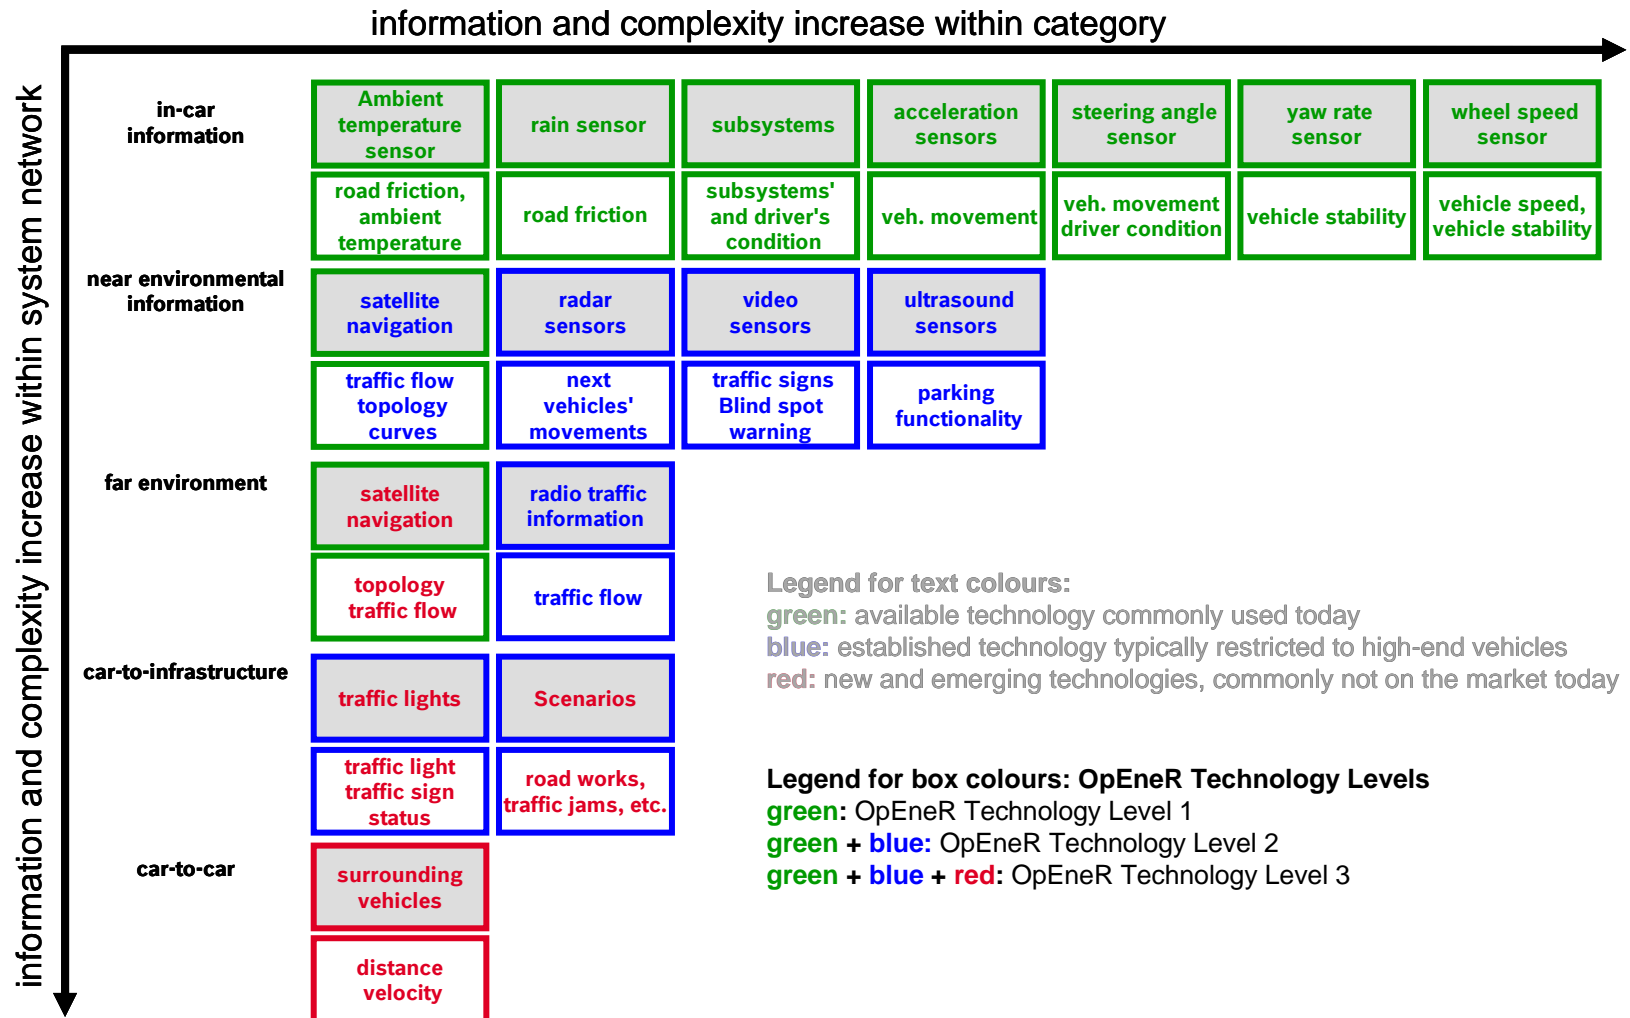 information and complexity increase within category
information and complexity increase within system network
in-car
information
Ambient
temperature
sensor
rain sensor
subsystems
acceleration
sensors
steering angle
sensor
yaw rate
sensor
wheel speed
sensor
road friction,
ambient
temperature
road friction
subsystems'
and driver's
condition
veh. movement
veh. movement
driver condition
vehicle stability
vehicle speed,
vehicle stability
near environmental
information
satellite
navigation
radar
sensors
video
sensors
ultrasound
sensors
traffic flow
topology
curves
next
vehicles'
movements
traffic signs
Blind spot
warning
parking
functionality
far environment
satellite
navigation
radio traffic
information
topology
traffic flow
traffic flow
Legend for text colours:
green: available technology commonly used today
blue: established technology typically restricted to high-end vehicles
red: new and emerging technologies, commonly not on the market today
car-to-infrastructure
traffic lights
Scenarios
traffic light
traffic sign
status
road works,
traffic jams, etc.
Legend for box colours: OpEneR Technology Levels
green: OpEneR Technology Level 1
green + blue: OpEneR Technology Level 2
green + blue + red: OpEneR Technology Level 3
car-to-car
surrounding
vehicles
distance
velocity